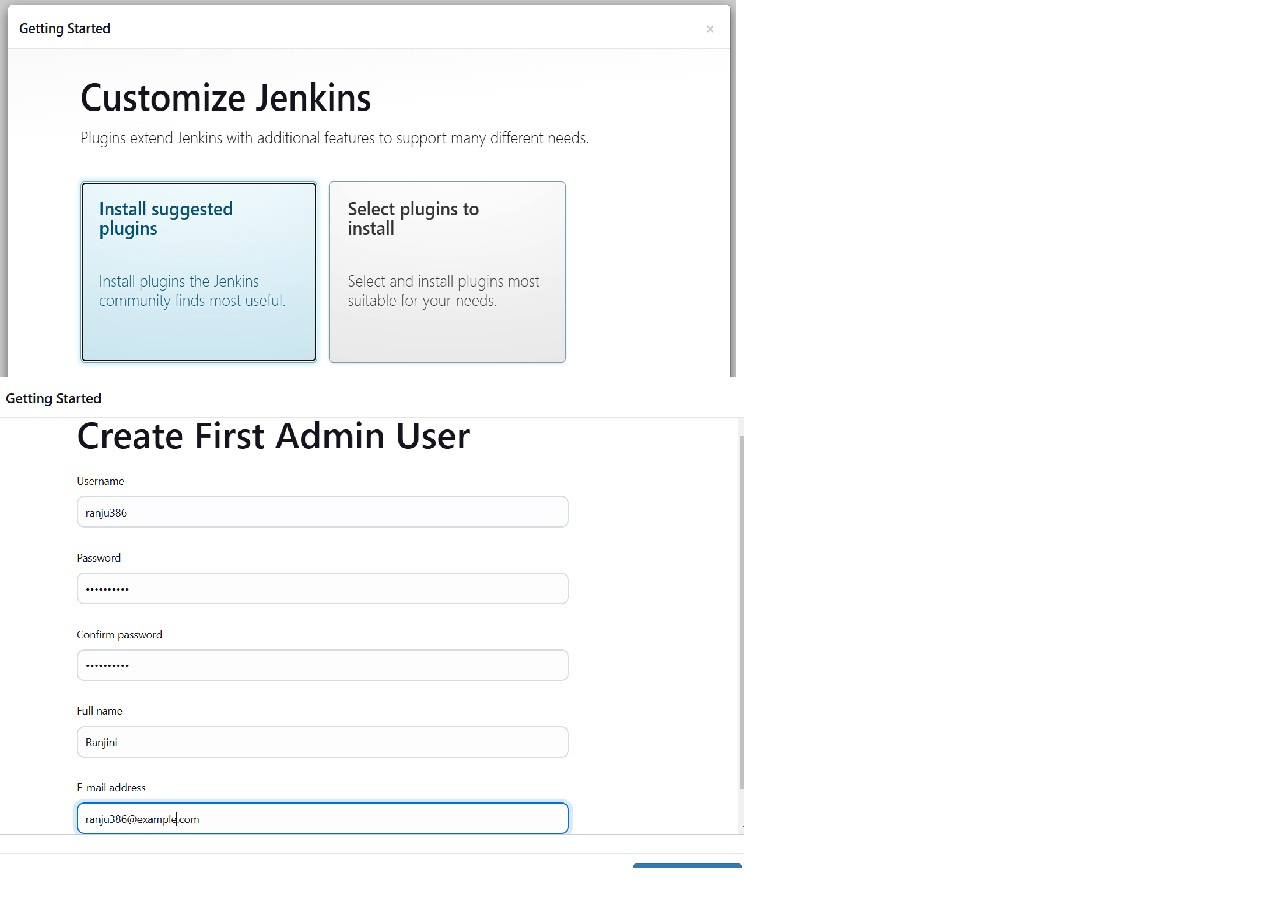 Getting Started
×
Customize Jenkins
Plugins extend Jenkins with additional features to support many different needs.
Install suggested
plugins
Install plugins the Jenkins
community finds most useful.
Select plugins to
install
Select and install plugins most
suitable for your needs.
Getting Started
Create First Admin User
Username
ranju386
Password
••••••••••
Confirm password
••••••••••
Full name
Ranjini
E-mail address
ranju386@example.com